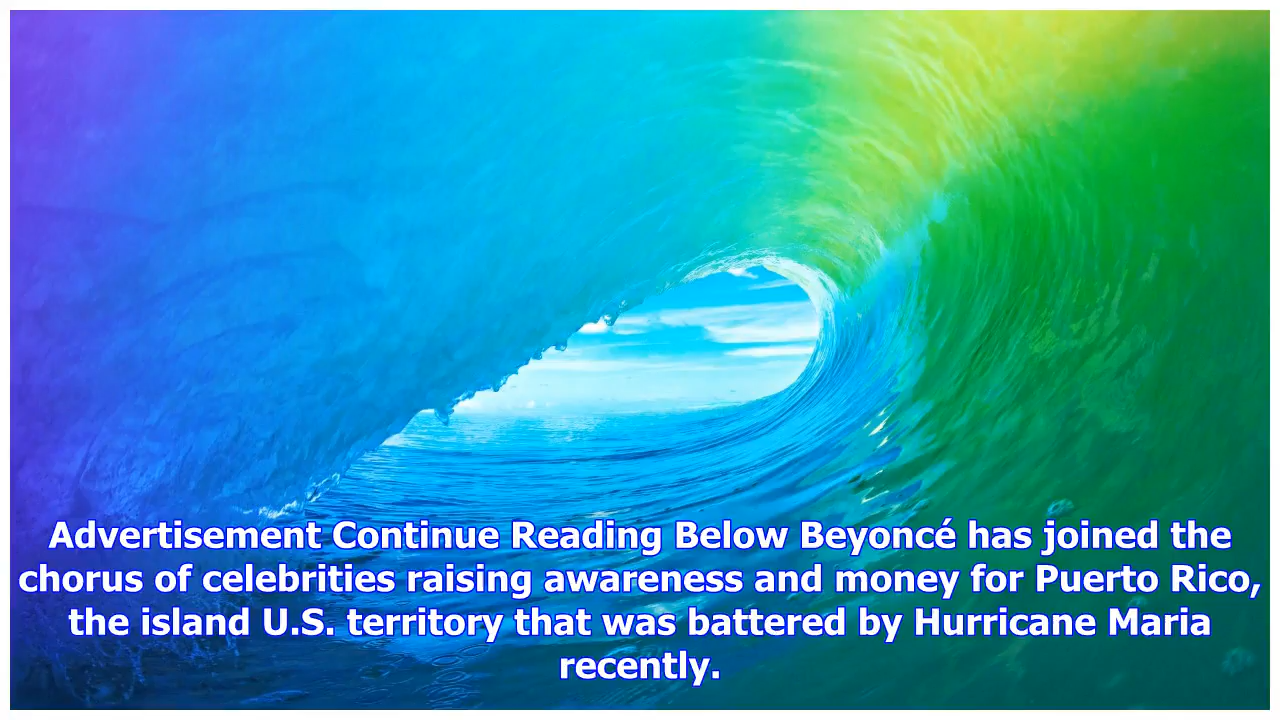 Advertisement Continue Reading Below Beyoncé has joined the
chorus of celebrities raising awareness and money for Puerto Rico,
the island U.S. territory that was battered by Hurricane Maria
recently.